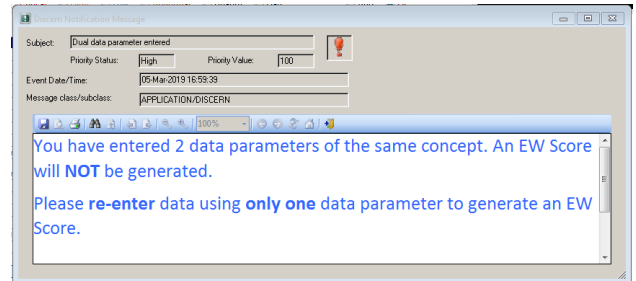 Discern Notification Message
Subject: Dual data parameter entered
Priority Status: High Priority Value: 100
Event Date/Time: 05-Mar-2019 16:59:39
Message class/subclass: APPLICATION/DISCERN
100%
You have entered 2 data parameters of the same concept. An EW Score
will NOT be generated.
Please re-enter data using only one data parameter to generate an EW
Score.